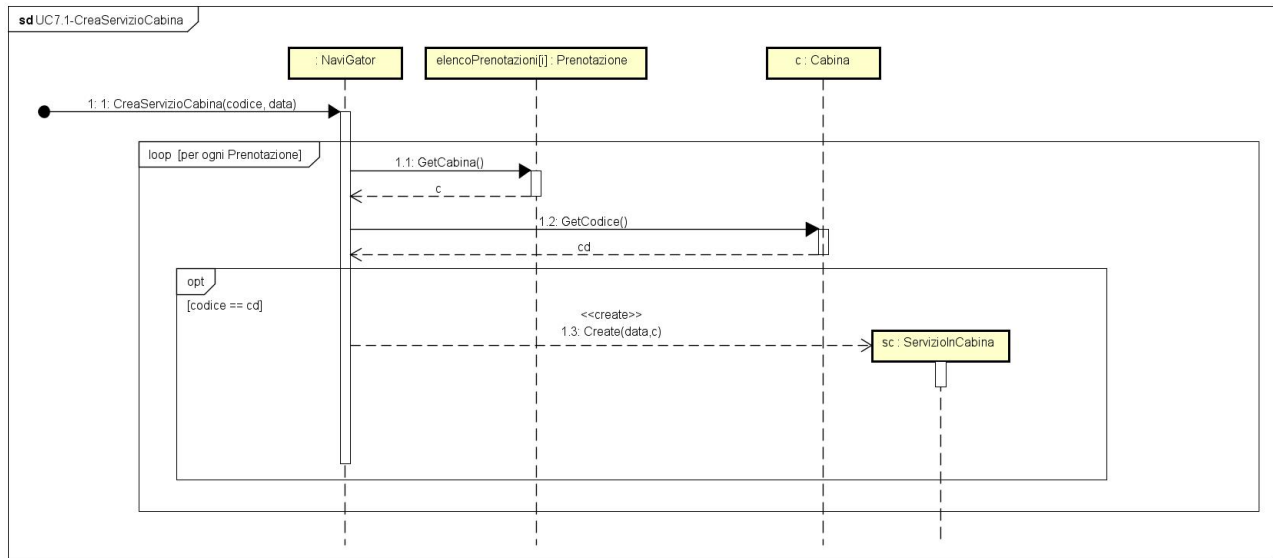 sd UC7.1-CreaServizioCabina
: NaviGator
elencoPrenotazioni[i] : Prenotazione
c : Cabina
1: 1: CreaServizioCabina(codice, data)
loop [per ogni Prenotazione]
1.1: GetCabina()
c
1.2: GetCodice()
cd
opt
[codice == cd]
<<create>>
1.3: Create(data,c)
sc : ServizioInCabina